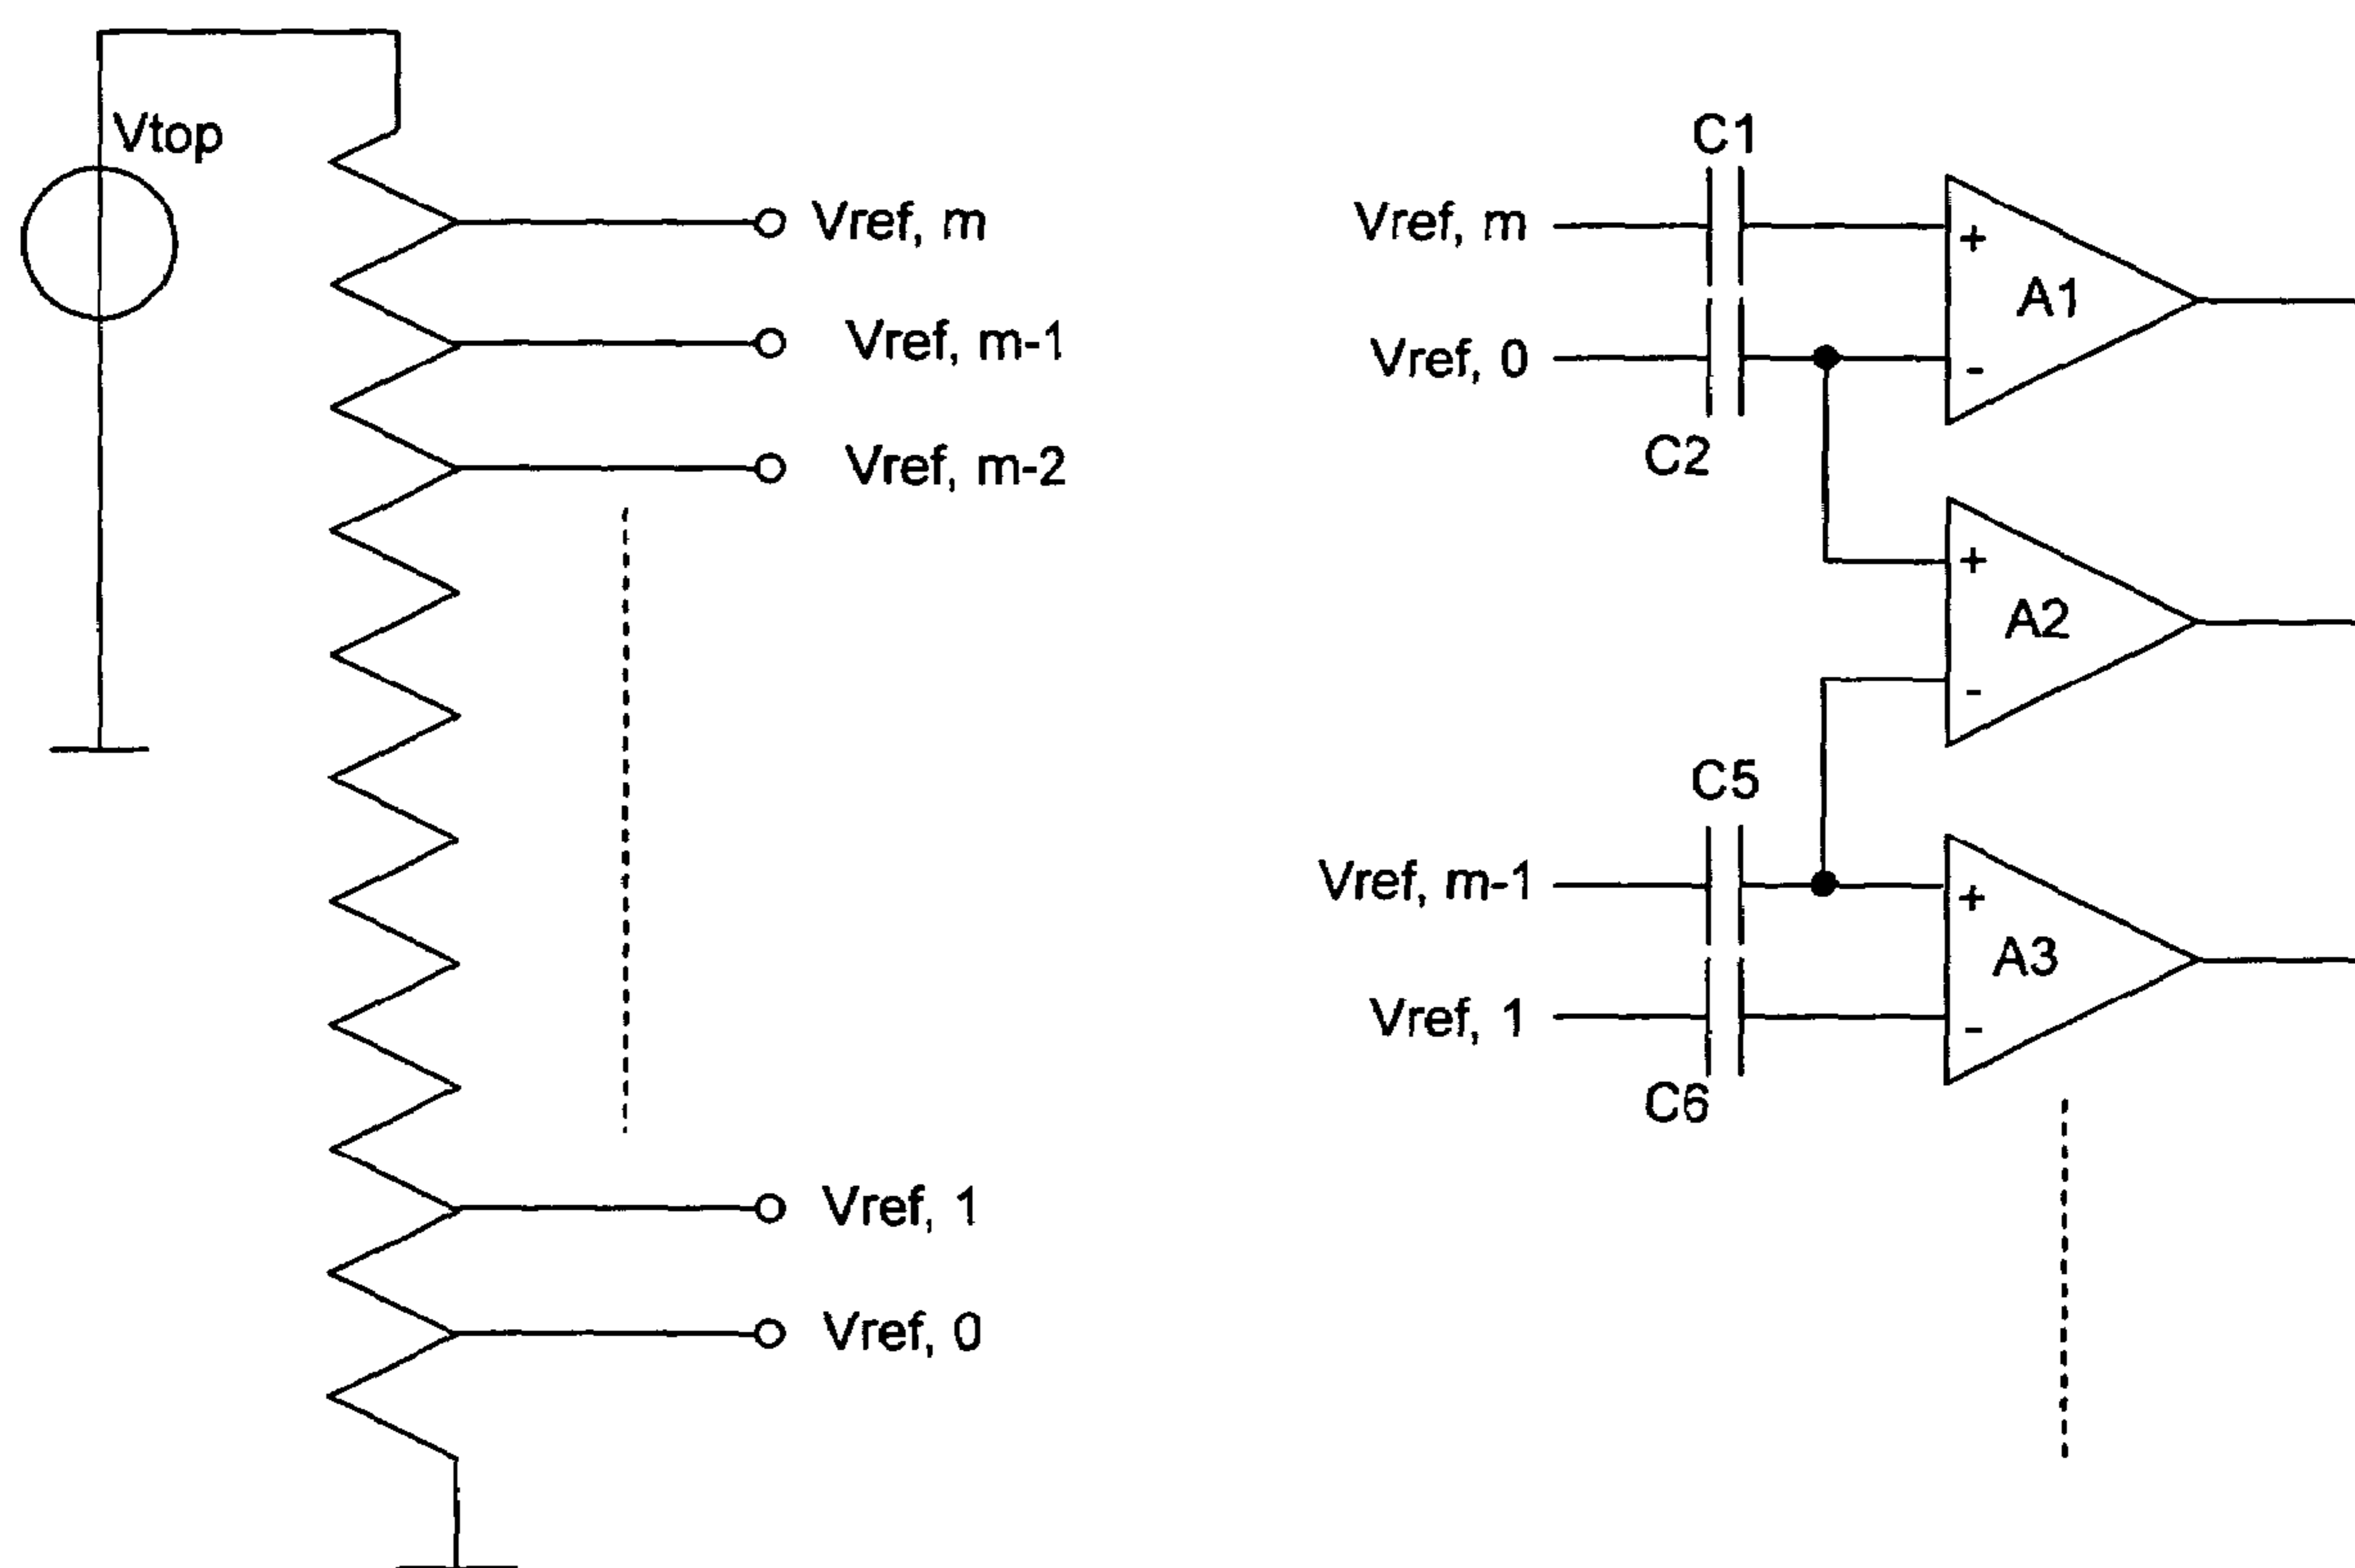 Vtop
Vref, m
Vref, m-1
Vref, m-2
Vref, 1
Vref, 0
C1
Vref, m
+
A1
Vref, 0
-
C2
+
A2
-
C5
Vref, m-1
+
A3
Vref, 1
-
C6